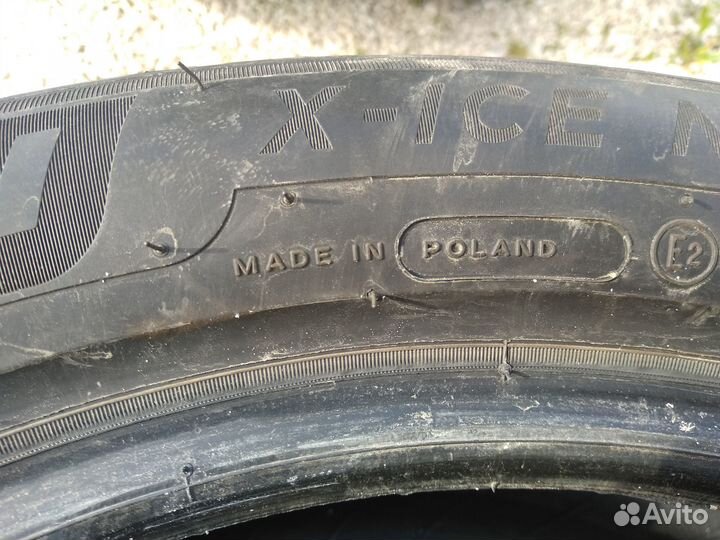 X-ICE N
MADE IN POLAND E2
Avito